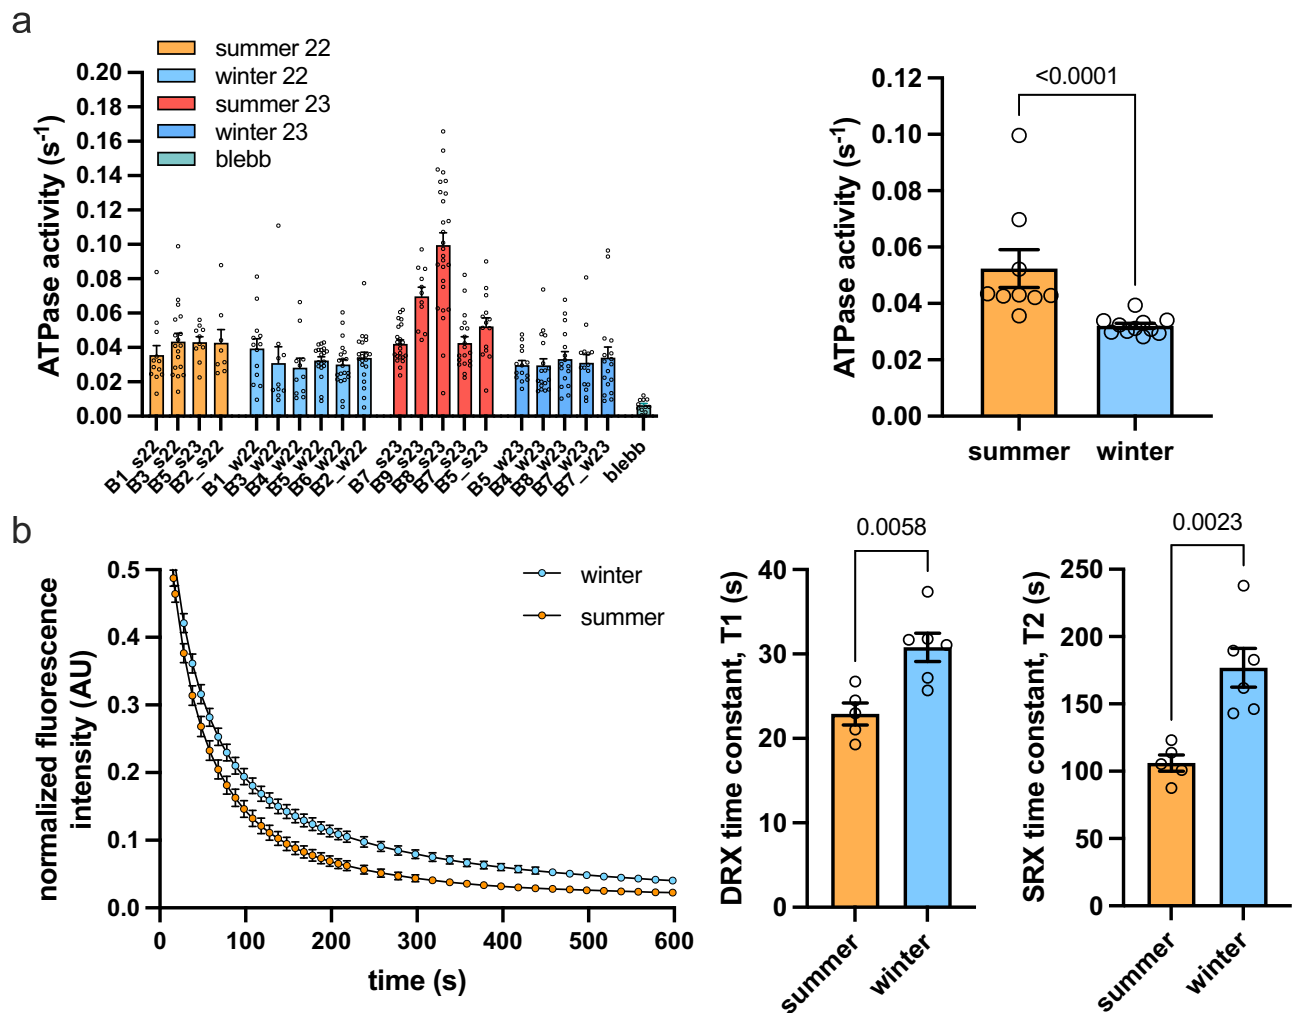 a
summer 22
winter 22
summer 23
winter 23
blebb
ATPase activity (s-1)
0.20
0.18
0.16
0.14
0.12
0.10
0.08
0.06
0.04
0.02
0.00
B1_s22
B3_s22
B5_s23
B2_s22
B1_w22
B3_w22
B4_w22
B5_w22
B6_w22
B2_w22
B7_s23
B9_s23
B8_s23
B7_s23
B5_s23
B5_w23
B4_w23
B8_w23
B7_w23
B7_w23
blebb
ATPase activity (s-1)
0.12
0.10
0.08
0.06
0.04
0.02
0.00
<0.0001
summer
winter
b
normalized fluorescence
intensity (AU)
0.5
0.4
0.3
0.2
0.1
0.0
winter
summer
0
100
200
300
400
500
600
time (s)
DRX time constant, T1 (s)
40
30
20
10
0
0.0058
summer
winter
SRX time constant, T2 (s)
250
200
150
100
50
0
0.0023
summer
winter